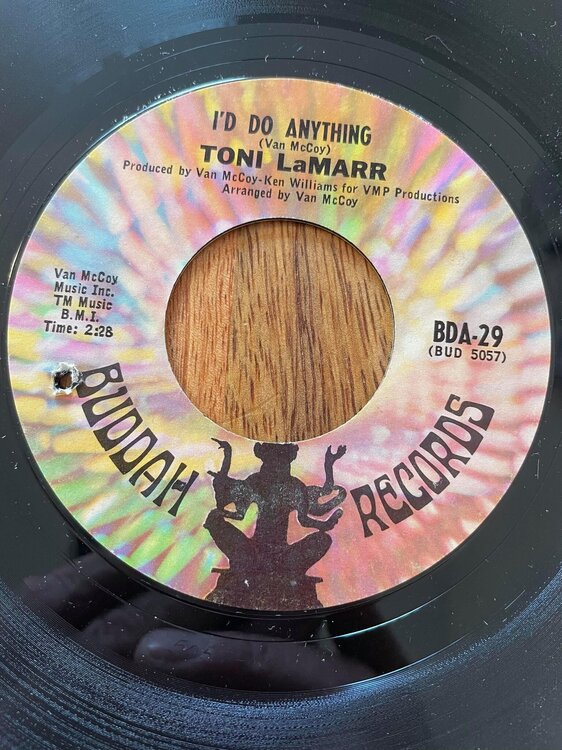 I'D DO ANYTHING
(Van McCoy)
TONI LaMARR
Produced by Van McCoy-Ken Williams for VMP Productions
Arranged by Van McCoy
Van McCoy
Music Inc.
TM Music
B.M.I.
Time: 2:28
BDA-29
(BUD 5057)
BUDDAH RECORDS